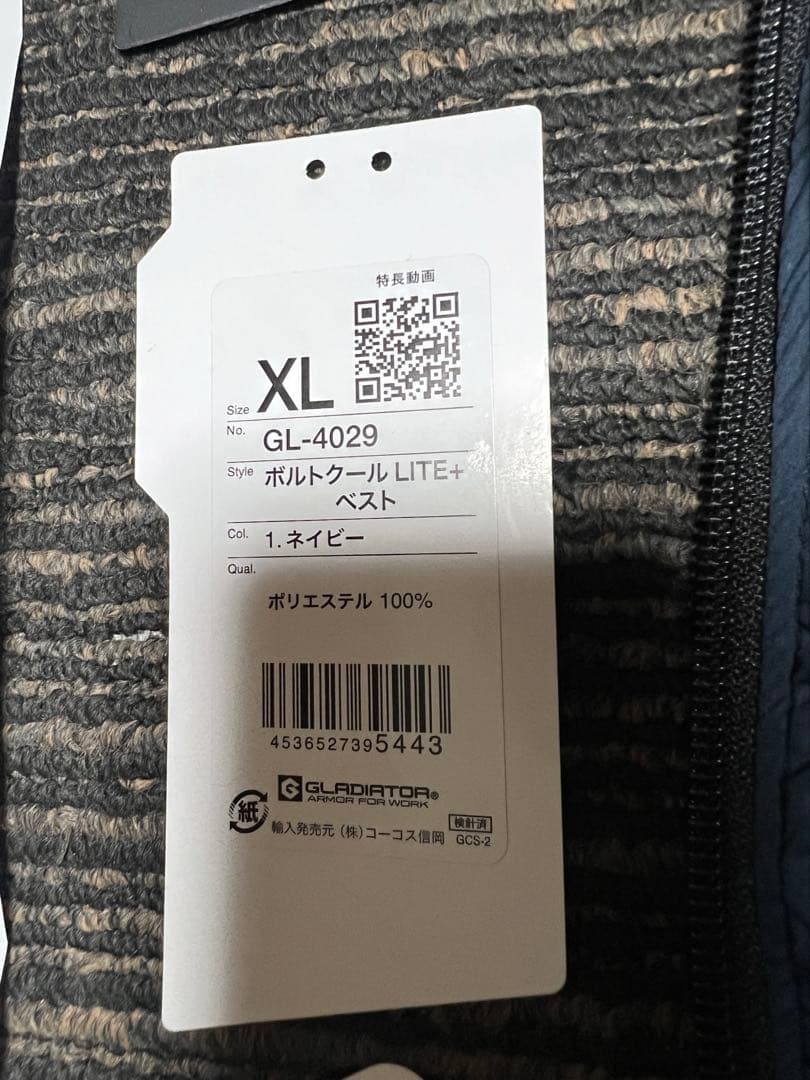 特長動画
Size XL
No. GL-4029
Style ボルトクール LITE+
ベスト
Col. 1. ネイビー
Qual.
ポリエステル 100%
4536527395443
G GLADIATOR®
ARMOR FOR WORK
紙
輸入発売元 (株)コーコス信岡
検針済
GCS-2